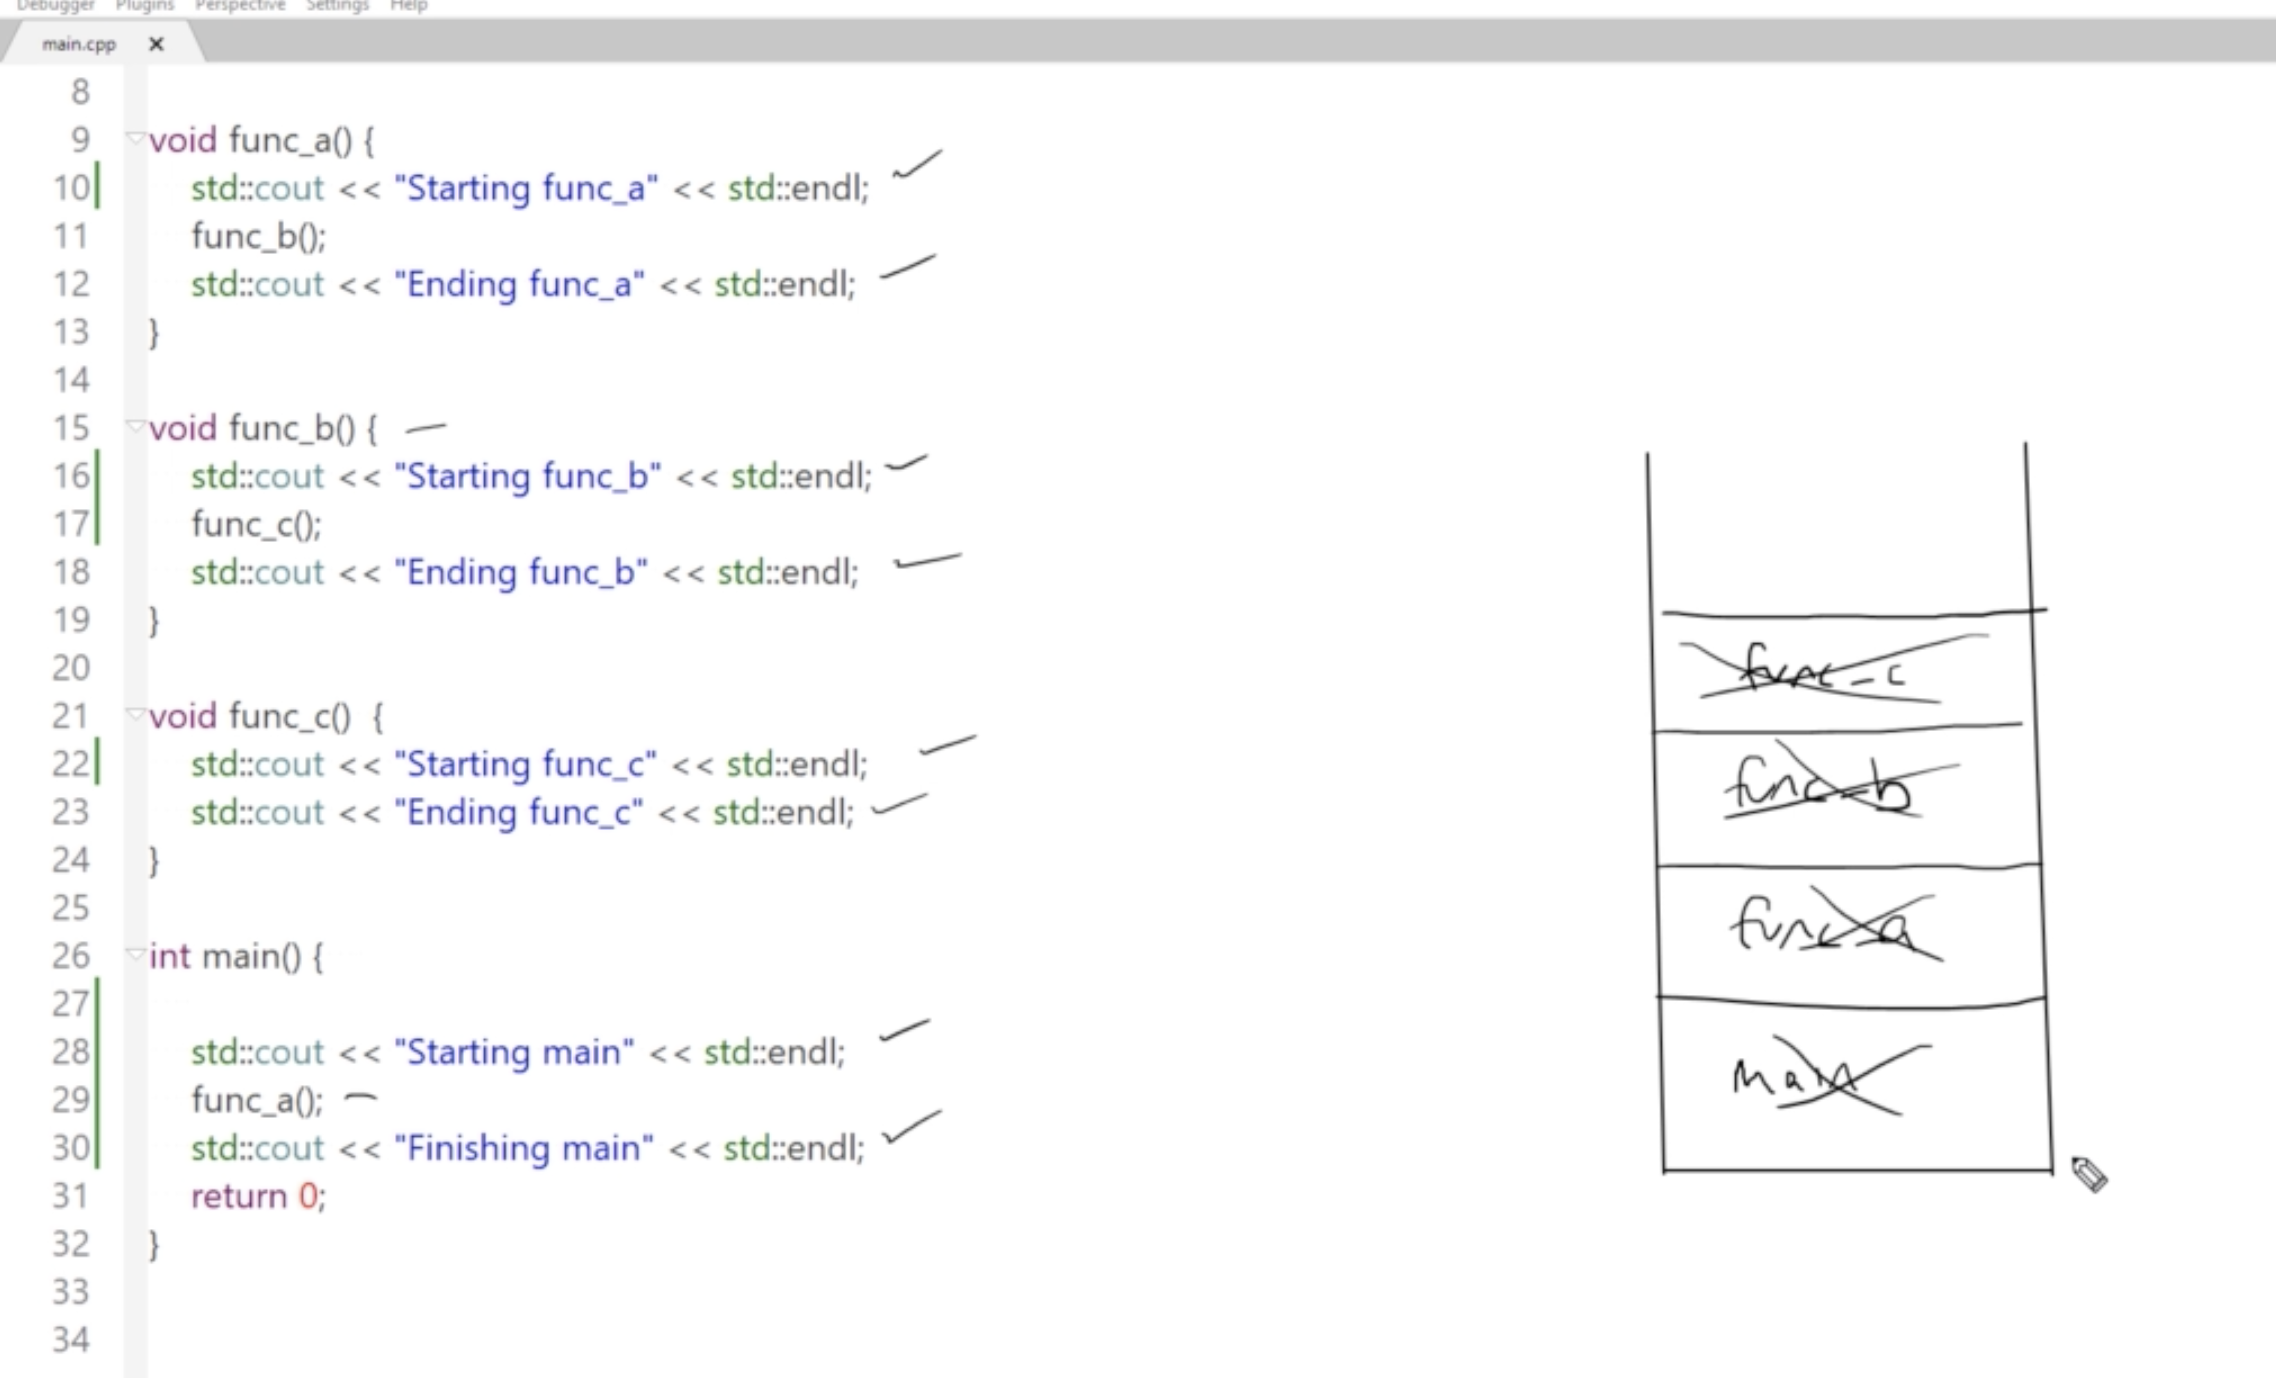 Debugger Plugins Perspective Settings Help
main.cpp ×
8
9 void func_a() {
10 std::cout << "Starting func_a" << std::endl;
11 func_b();
12 std::cout << "Ending func_a" << std::endl;
13 }
14
15 void func_b() {
16 std::cout << "Starting func_b" << std::endl;
17 func_c();
18 std::cout << "Ending func_b" << std::endl;
19 }
20
21 void func_c() {
22 std::cout << "Starting func_c" << std::endl;
23 std::cout << "Ending func_c" << std::endl;
24 }
25
26 int main() {
27
28 std::cout << "Starting main" << std::endl;
29 func_a();
30 std::cout << "Finishing main" << std::endl;
31 return 0;
32 }
33
34
func_c
func_b
func_a
main